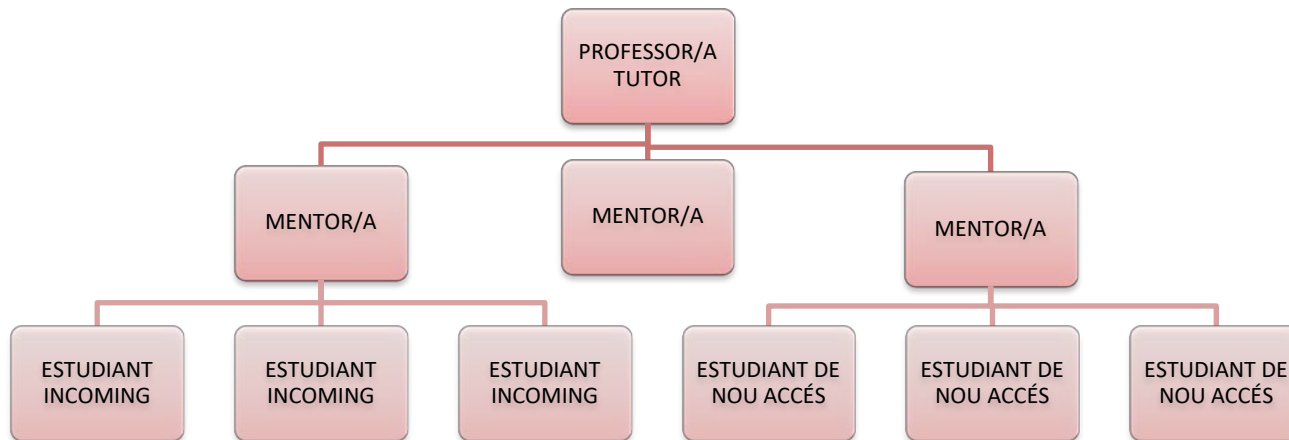 PROFESSOR/A
TUTOR
MENTOR/A
MENTOR/A
MENTOR/A
ESTUDIANT
INCOMING
ESTUDIANT
INCOMING
ESTUDIANT
INCOMING
ESTUDIANT DE
NOU ACCÉS
ESTUDIANT DE
NOU ACCÉS
ESTUDIANT DE
NOU ACCÉS